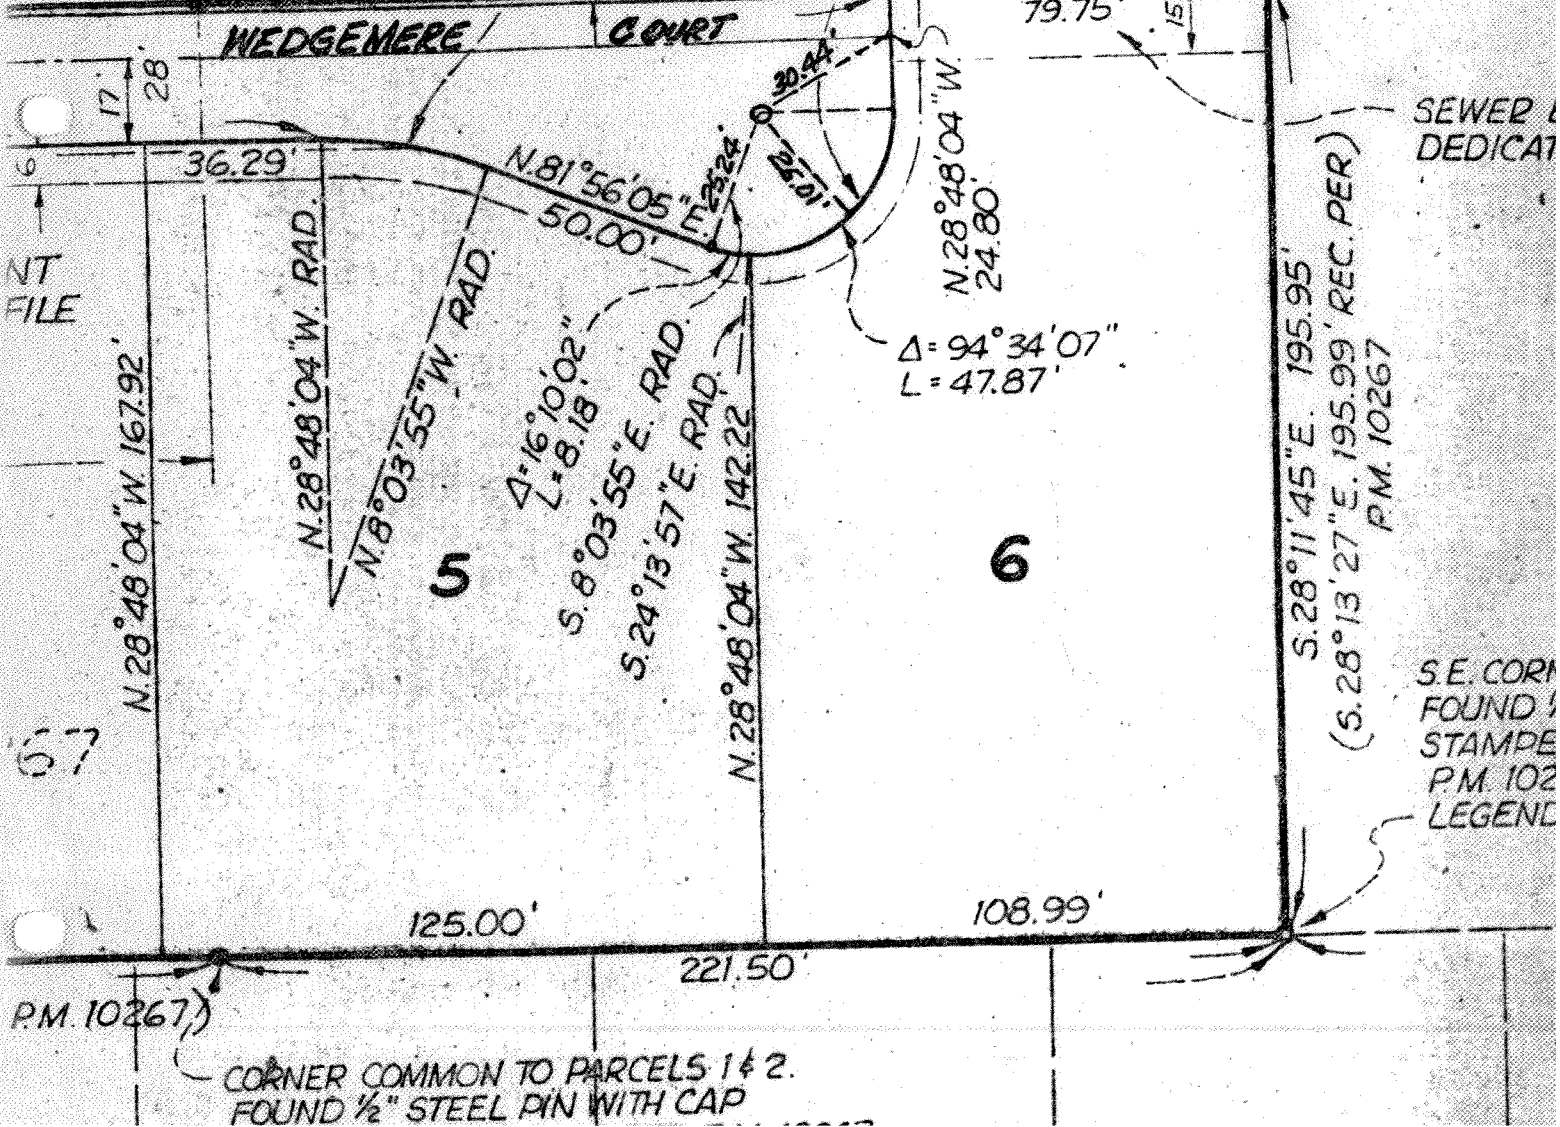 WEDGEMERE COURT
79.75'
15
17
28'
30.44'
SEWER
DEDICAT
6
36.29'
N.81°56'05"E.
50.00'
25.24'
N.28°48'04"W.
24.80'
NT
FILE
Δ=94°34'07"
L=47.87'
Δ=16°10'02"
L=8.18'
S.8°03'55"E. RAD.
S.24°13'57"E. RAD.
N.28°48'04"W. 167.92'
N.28°48'04"W. RAD.
N.8°03'55"W. RAD.
N.28°48'04"W. 142.22'
S.28°11'45"E. 195.95'
(S.28°13'27"E. 195.99' REC. PER)
P.M. 10267
5
6
67
S.E. CORN
FOUND
STAMPE
P.M. 102
LEGEND
125.00'
108.99'
221.50'
P.M. 10267)
CORNER COMMON TO PARCELS 1 & 2.
FOUND ½" STEEL PIN WITH CAP